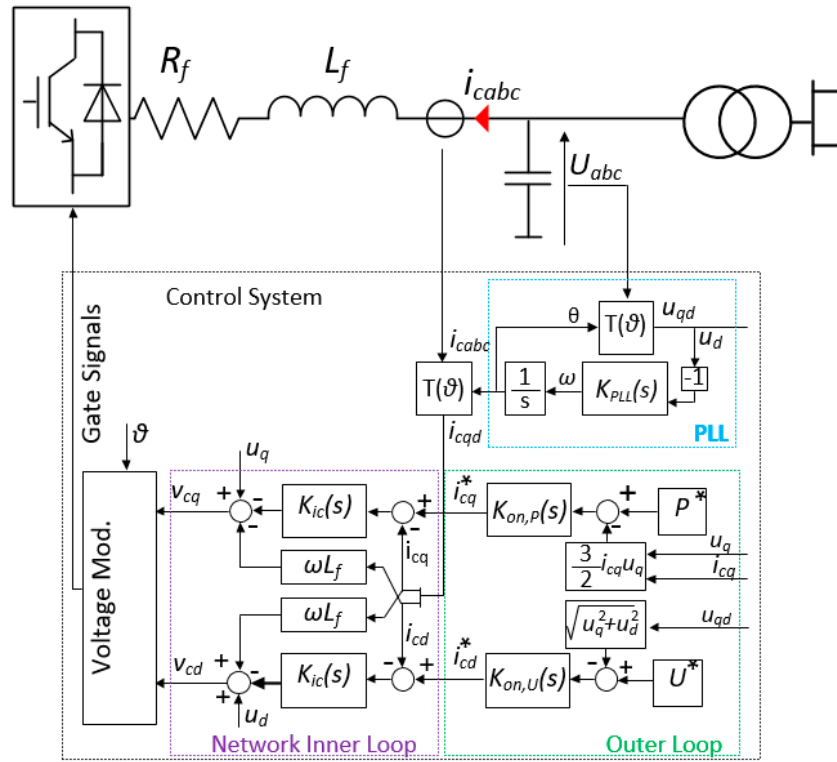 R_f
L_f
i_cabc
U_abc
Control System
Gate Signals
θ
T(ϑ)
u_qd
u_d
i_cabc
T(ϑ)
1/s
ω
K_PLL(s)
-1
PLL
i_cqd
ϑ
u_q
v_cq
+
-
-
K_ic(s)
+
-
i*_cq
K_on,P(s)
+
-
P*
i_cq
3/2 i_cq u_q
u_q
i_cq
ωL_f
ωL_f
√u_q²+u_d²
u_qd
Voltage Mod.
i_cd
v_cd
+
-
+
K_ic(s)
-
+
i*_cd
K_on,U(s)
-
+
U*
u_d
Network Inner Loop
Outer Loop